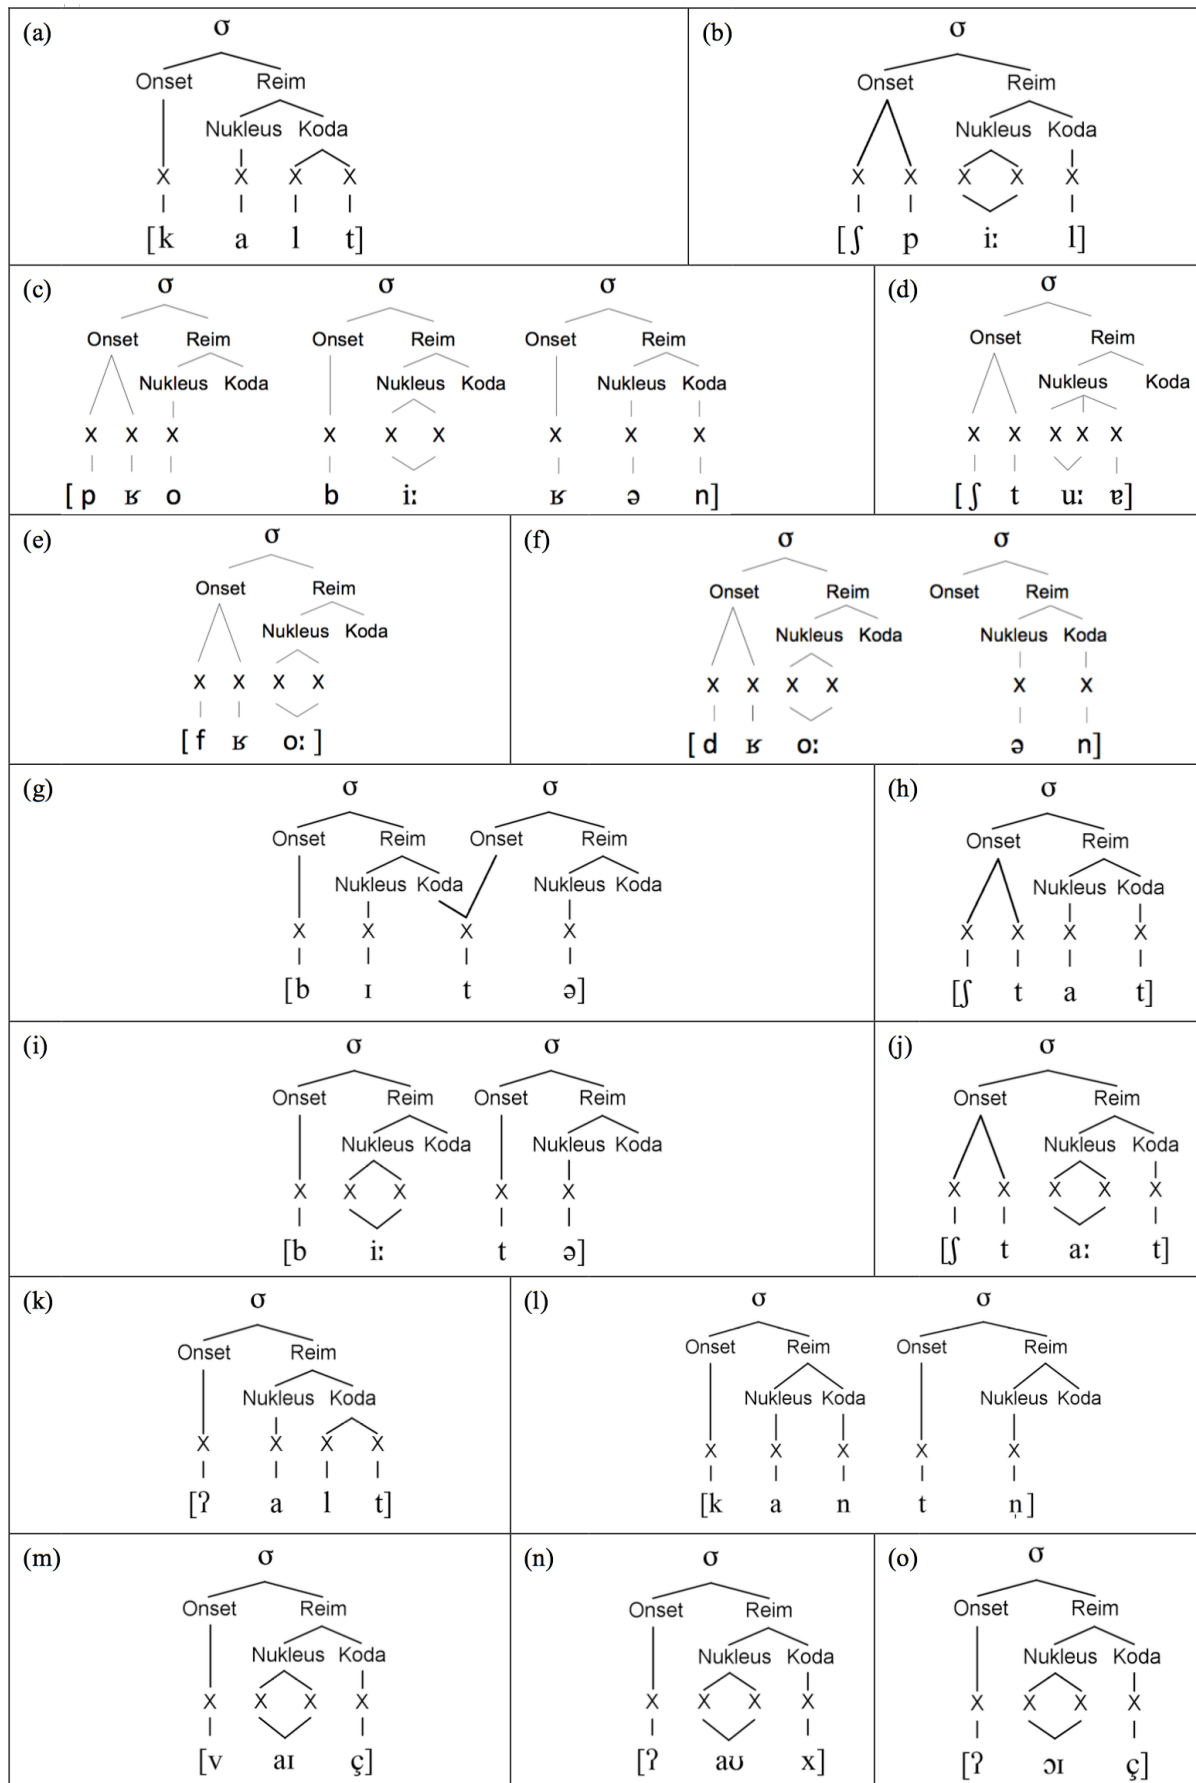 (a)
σ
Onset Reim
Nukleus Koda
X X X X
[k a l t]
(b)
σ
Onset Reim
Nukleus Koda
X X X X X
[ʃ p iː l]
(c)
σ σ σ
Onset Reim Onset Reim Onset Reim
Nukleus Koda Nukleus Koda Nukleus Koda
X X X X X X X X X
[ p ʁ o b iː ʁ ə n]
(d)
σ
Onset Reim
Nukleus Koda
X X X X X
[ ʃ t uː ɐ]
(e)
σ
Onset Reim
Nukleus Koda
X X X X
[ f ʁ oː ]
(f)
σ σ
Onset Reim Onset Reim
Nukleus Koda Nukleus Koda
X X X X X X
[ d ʁ oː ə n]
(g)
σ σ
Onset Reim Onset Reim
Nukleus Koda Nukleus Koda
X X X X
[b ɪ t ə]
(h)
σ
Onset Reim
Nukleus Koda
X X X X
[ʃ t a t]
(i)
σ σ
Onset Reim Onset Reim
Nukleus Koda Nukleus Koda
X X X X X
[b iː t ə]
(j)
σ
Onset Reim
Nukleus Koda
X X X X X
[ʃ t aː t]
(k)
σ
Onset Reim
Nukleus Koda
X X X X
[ʔ a l t]
(l)
σ σ
Onset Reim Onset Reim
Nukleus Koda Nukleus Koda
X X X X X
[k a n t n̩]
(m)
σ
Onset Reim
Nukleus Koda
X X X X
[v aɪ ç]
(n)
σ
Onset Reim
Nukleus Koda
X X X X
[ʔ aʊ x]
(o)
σ
Onset Reim
Nukleus Koda
X X X X
[ʔ ɔɪ ç]